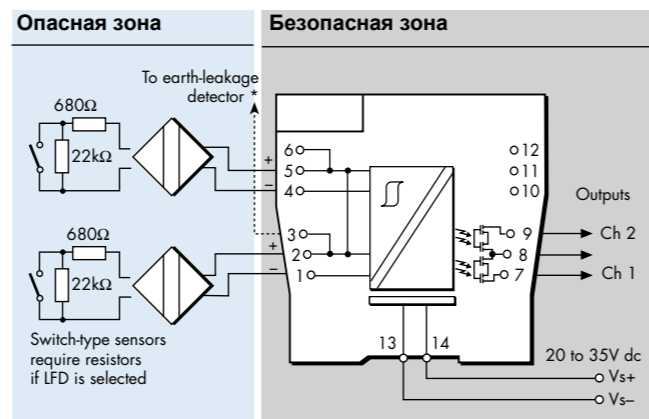 Опасная зона
Безопасная зона
To earth-leakage
detector *
680Ω
22kΩ
+
–
6
5
4
12
11
10
Outputs
680Ω
22kΩ
+
–
3
2
1
9
8
7
Ch 2
Ch 1
Switch-type sensors
require resistors
if LFD is selected
13
14
20 to 35V dc
Vs+
Vs–